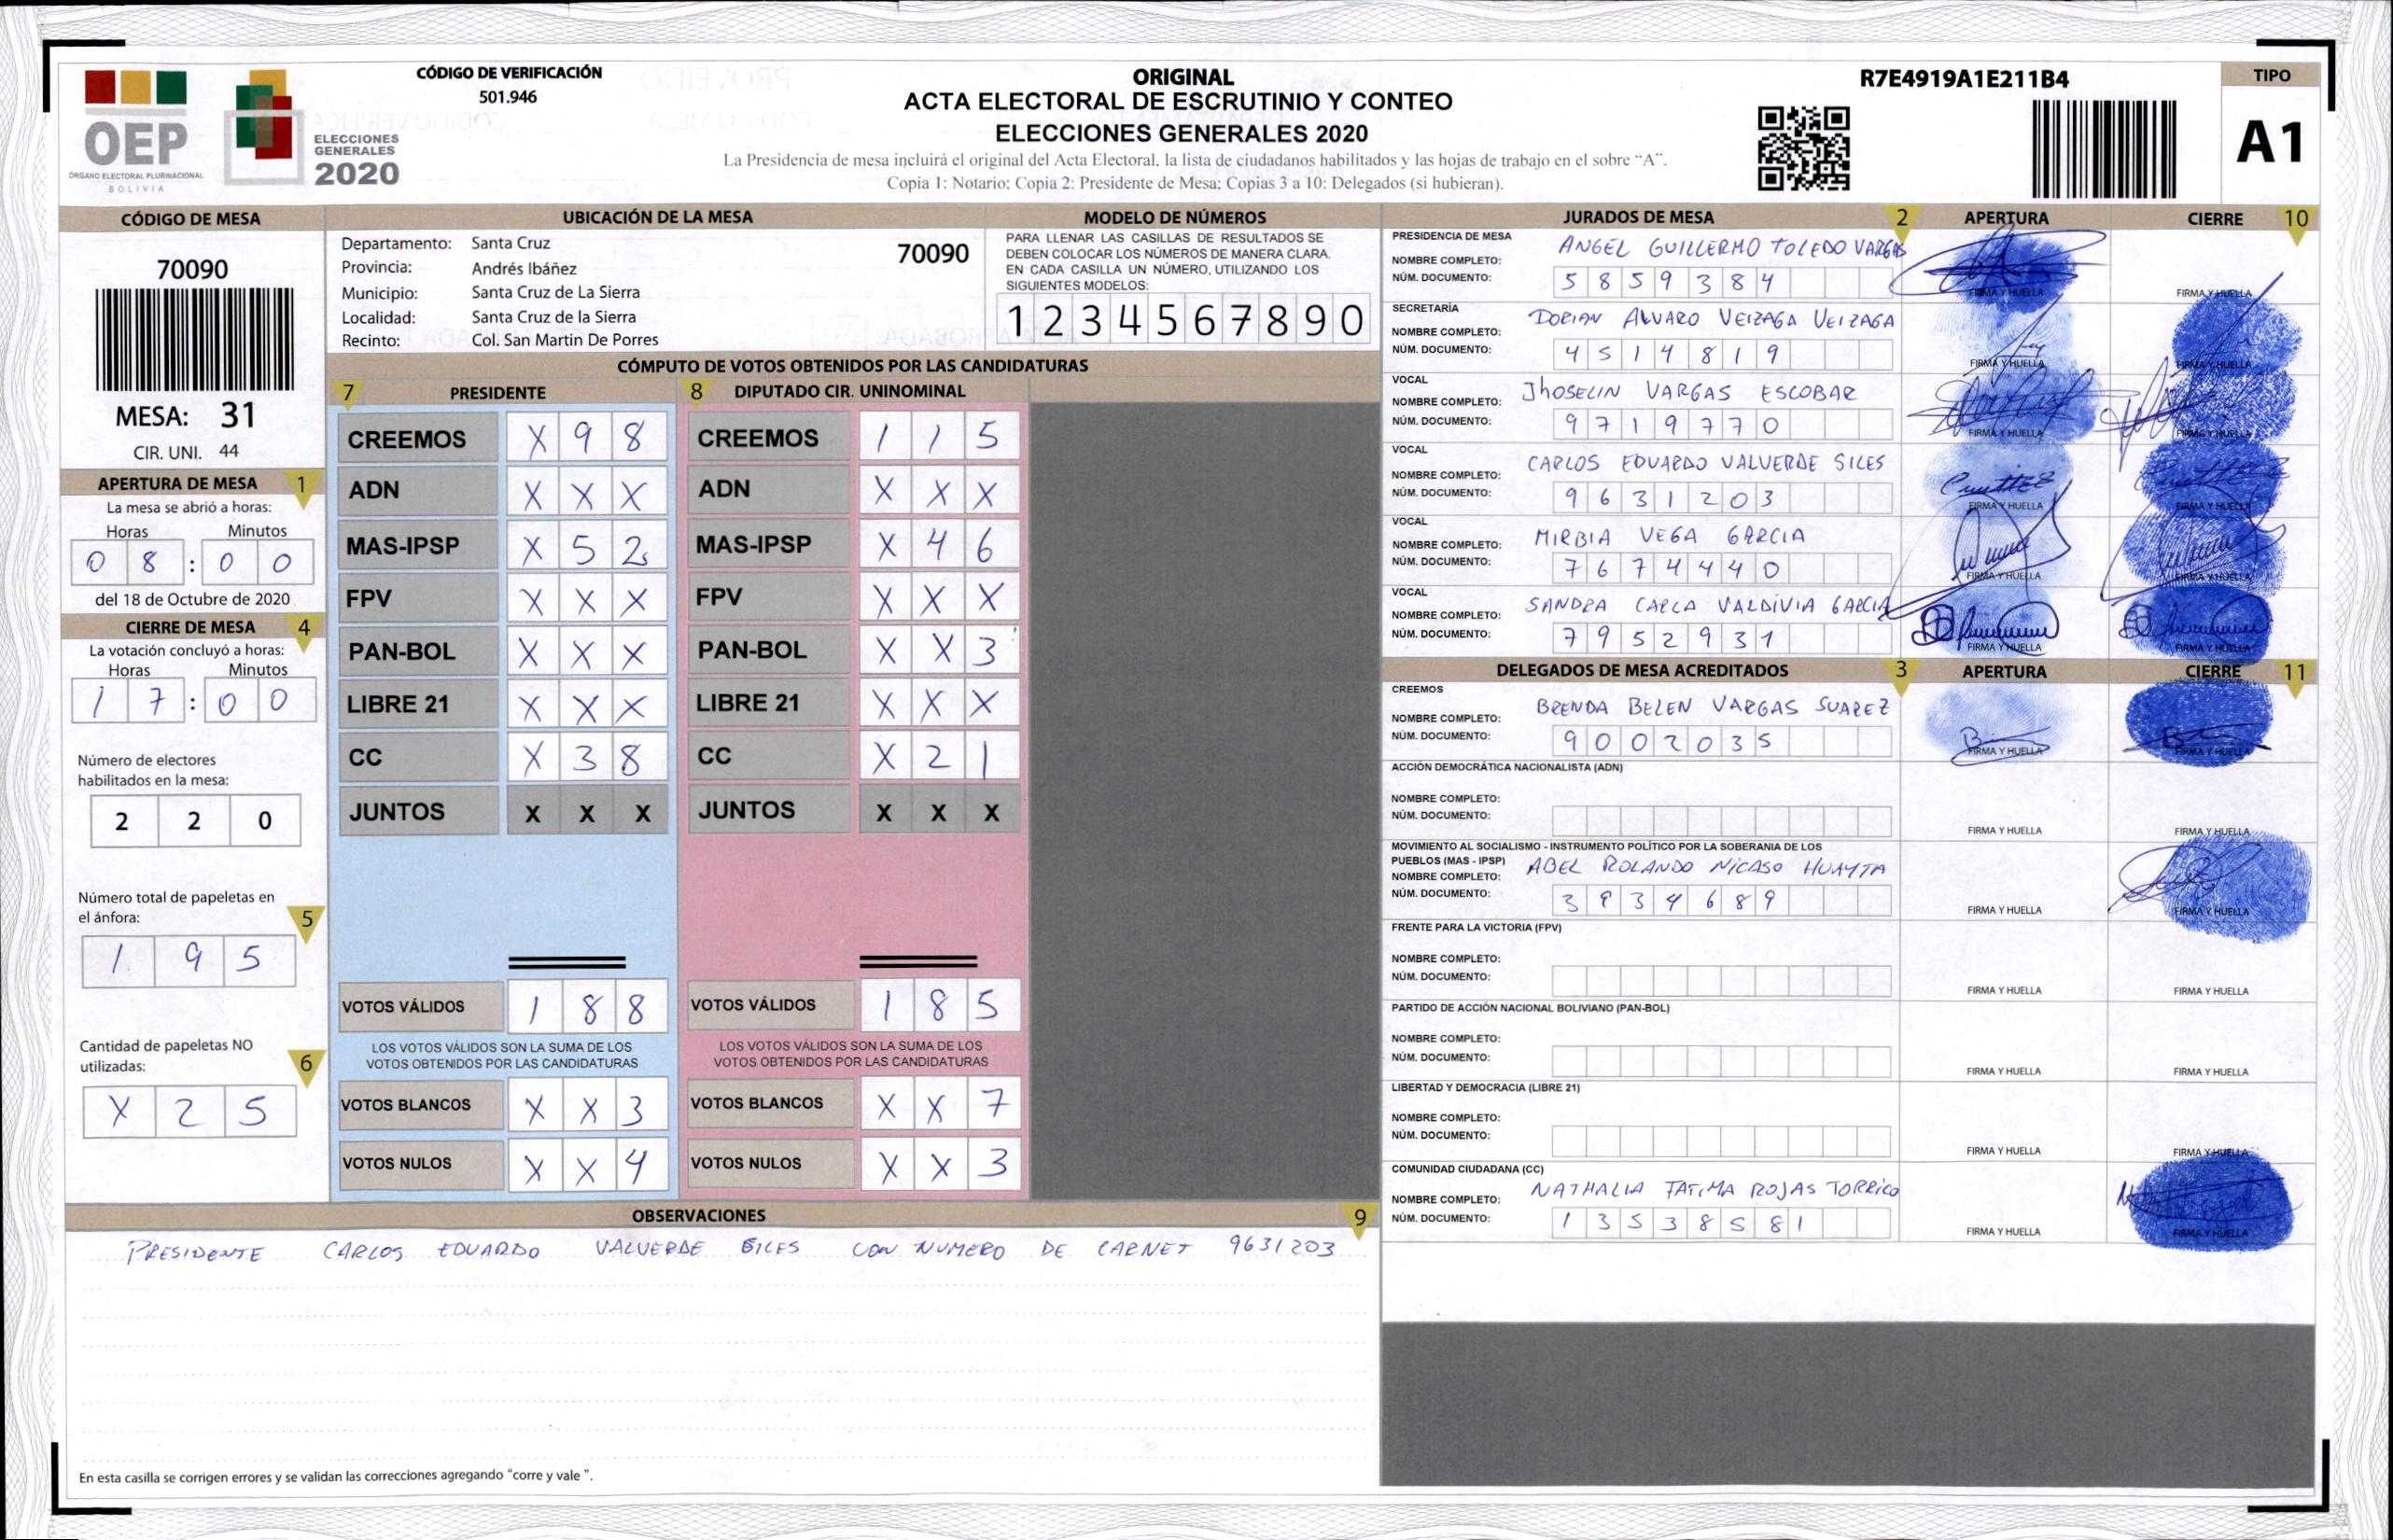 CÓDIGO DE VERIFICACIÓN
501.946
OEP
ÓRGANO ELECTORAL PLURINACIONAL
BOLIVIA
ELECCIONES
GENERALES
2020
ORIGINAL
ACTA ELECTORAL DE ESCRUTINIO Y CONTEO
ELECCIONES GENERALES 2020
La Presidencia de mesa incluirá el original del Acta Electoral, la lista de ciudadanos habilitados y las hojas de trabajo en el sobre "A".
Copia 1: Notario; Copia 2: Presidente de Mesa; Copias 3 a 10: Delegados (si hubieran).
R7E4919A1E211B4
TIPO
A1
CÓDIGO DE MESA
70090
MESA: 31
CIR. UNI. 44
APERTURA DE MESA 1
La mesa se abrió a horas:
Horas Minutos
0 8 : 0 0
del 18 de Octubre de 2020
CIERRE DE MESA 4
La votación concluyó a horas:
Horas Minutos
1 7 : 0 0
Número de electores
habilitados en la mesa:
2 2 0
Número total de papeletas en
el ánfora: 5
1 9 5
Cantidad de papeletas NO
utilizadas: 6
X 2 5
UBICACIÓN DE LA MESA
Departamento: Santa Cruz 70090
Provincia: Andrés Ibáñez
Municipio: Santa Cruz de La Sierra
Localidad: Santa Cruz de la Sierra
Recinto: Col. San Martin De Porres
MODELO DE NÚMEROS
PARA LLENAR LAS CASILLAS DE RESULTADOS SE
DEBEN COLOCAR LOS NÚMEROS DE MANERA CLARA.
EN CADA CASILLA UN NÚMERO, UTILIZANDO LOS
SIGUIENTES MODELOS:
1 2 3 4 5 6 7 8 9 0
CÓMPUTO DE VOTOS OBTENIDOS POR LAS CANDIDATURAS
7 PRESIDENTE
CREEMOS X 9 8
ADN X X X
MAS-IPSP X 5 2
FPV X X X
PAN-BOL X X X
LIBRE 21 X X X
CC X 3 8
JUNTOS X X X
VOTOS VÁLIDOS 1 8 8
LOS VOTOS VÁLIDOS SON LA SUMA DE LOS
VOTOS OBTENIDOS POR LAS CANDIDATURAS
VOTOS BLANCOS X X 3
VOTOS NULOS X X 4
8 DIPUTADO CIR. UNINOMINAL
CREEMOS 1 1 5
ADN X X X
MAS-IPSP X 4 6
FPV X X X
PAN-BOL X X 3
LIBRE 21 X X X
CC X 2 1
JUNTOS X X X
VOTOS VÁLIDOS 1 8 5
LOS VOTOS VÁLIDOS SON LA SUMA DE LOS
VOTOS OBTENIDOS POR LAS CANDIDATURAS
VOTOS BLANCOS X X 7
VOTOS NULOS X X 3
OBSERVACIONES 9
PRESIDENTE CARLOS EDUARDO VALVERDE SILES CON NUMERO DE CARNET 9631203
En esta casilla se corrigen errores y se validan las correcciones agregando "corre y vale ".
JURADOS DE MESA 2 APERTURA CIERRE 10
PRESIDENCIA DE MESA
NOMBRE COMPLETO: ANGEL GUILLERMO TOLEDO VARGAS
NÚM. DOCUMENTO: 5 8 5 9 3 8 4
FIRMA Y HUELLA FIRMA Y HUELLA
SECRETARÍA
NOMBRE COMPLETO: DORIAN ALVARO VEIZAGA VEIZAGA
NÚM. DOCUMENTO: 4 5 1 4 8 1 9
FIRMA Y HUELLA FIRMA Y HUELLA
VOCAL
NOMBRE COMPLETO: JhOSELIN VARGAS ESCOBAR
NÚM. DOCUMENTO: 9 7 1 9 7 7 0
FIRMA Y HUELLA FIRMA Y HUELLA
VOCAL
NOMBRE COMPLETO: CARLOS EDUARDO VALVERDE SILES
NÚM. DOCUMENTO: 9 6 3 1 2 0 3
FIRMA Y HUELLA FIRMA Y HUELLA
VOCAL
NOMBRE COMPLETO: MIRBIA VEGA GARCIA
NÚM. DOCUMENTO: 7 6 7 4 4 4 0
FIRMA Y HUELLA FIRMA Y HUELLA
VOCAL
NOMBRE COMPLETO: SANDRA CARLA VALDIVIA GARCIA
NÚM. DOCUMENTO: 7 9 5 2 9 3 1
FIRMA Y HUELLA FIRMA Y HUELLA
DELEGADOS DE MESA ACREDITADOS 3 APERTURA CIERRE 11
CREEMOS
NOMBRE COMPLETO: BRENDA BELEN VARGAS SUAREZ
NÚM. DOCUMENTO: 9 0 0 2 0 3 5
FIRMA Y HUELLA FIRMA Y HUELLA
ACCIÓN DEMOCRÁTICA NACIONALISTA (ADN)
NOMBRE COMPLETO:
NÚM. DOCUMENTO:
FIRMA Y HUELLA FIRMA Y HUELLA
MOVIMIENTO AL SOCIALISMO - INSTRUMENTO POLÍTICO POR LA SOBERANIA DE LOS
PUEBLOS (MAS - IPSP)
NOMBRE COMPLETO: ABEL ROLANDO NICASO HUAYTA
NÚM. DOCUMENTO: 3 9 3 4 6 8 9
FIRMA Y HUELLA FIRMA Y HUELLA
FRENTE PARA LA VICTORIA (FPV)
NOMBRE COMPLETO:
NÚM. DOCUMENTO:
FIRMA Y HUELLA FIRMA Y HUELLA
PARTIDO DE ACCIÓN NACIONAL BOLIVIANO (PAN-BOL)
NOMBRE COMPLETO:
NÚM. DOCUMENTO:
FIRMA Y HUELLA FIRMA Y HUELLA
LIBERTAD Y DEMOCRACIA (LIBRE 21)
NOMBRE COMPLETO:
NÚM. DOCUMENTO:
FIRMA Y HUELLA FIRMA Y HUELLA
COMUNIDAD CIUDADANA (CC)
NOMBRE COMPLETO: NATHALIA FATIMA ROJAS TORRICO
NÚM. DOCUMENTO: 1 3 5 3 8 5 8 1
FIRMA Y HUELLA FIRMA Y HUELLA